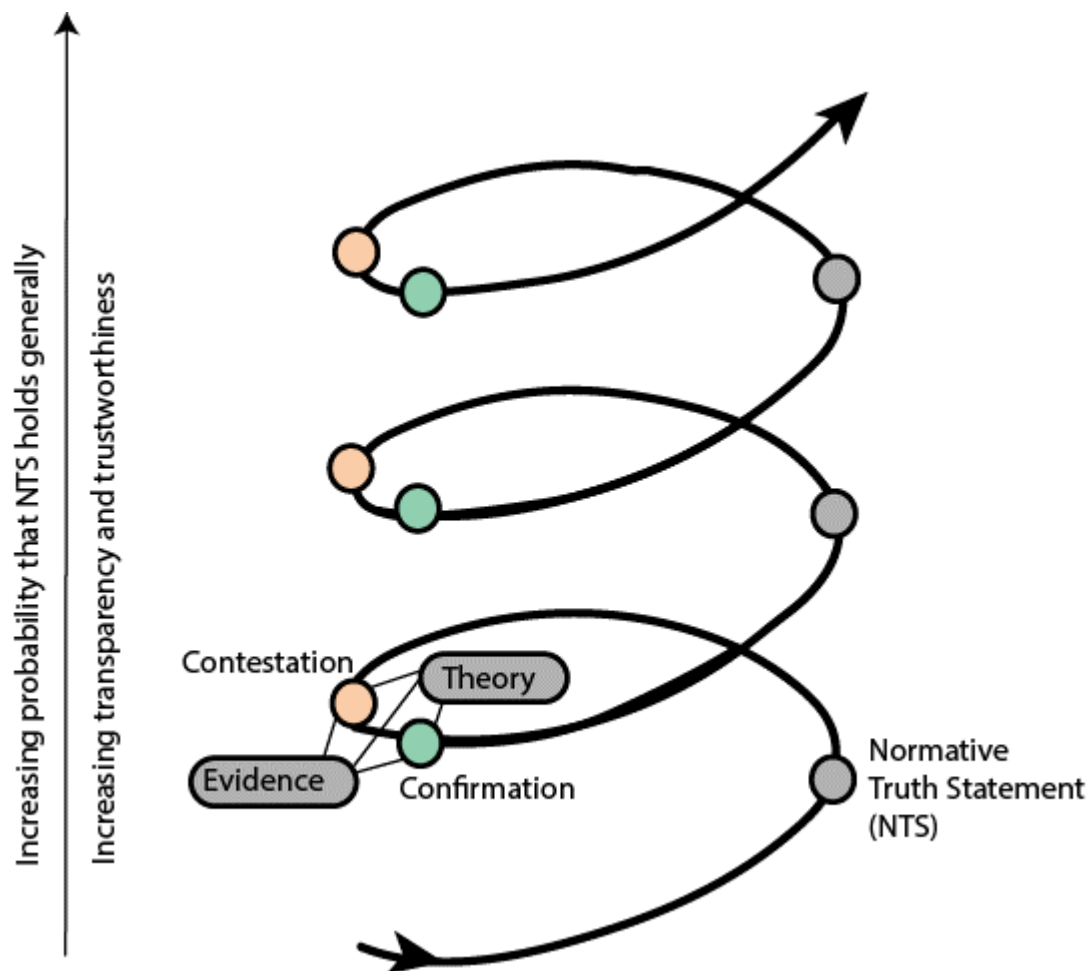 Increasing probability that NTS holds generally
Increasing transparency and trustworthiness
Contestation
Theory
Evidence
Confirmation
Normative
Truth Statement
(NTS)